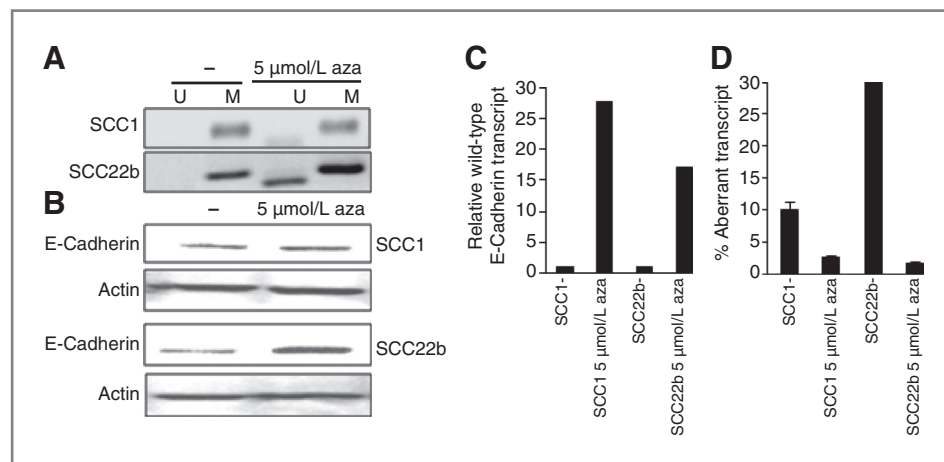 A
– 5 μmol/L aza
U M U M
SCC1
SCC22b
B
– 5 μmol/L aza
E-Cadherin SCC1
Actin
E-Cadherin SCC22b
Actin
C
Relative wild-type
E-Cadherin transcript
30
25
20
15
10
5
0
SCC1-
SCC1 5 μmol/L aza
SCC22b-
SCC22b 5 μmol/L aza
D
% Aberrant transcript
30
25
20
15
10
5
0
SCC1-
SCC1 5 μmol/L aza
SCC22b-
SCC22b 5 μmol/L aza